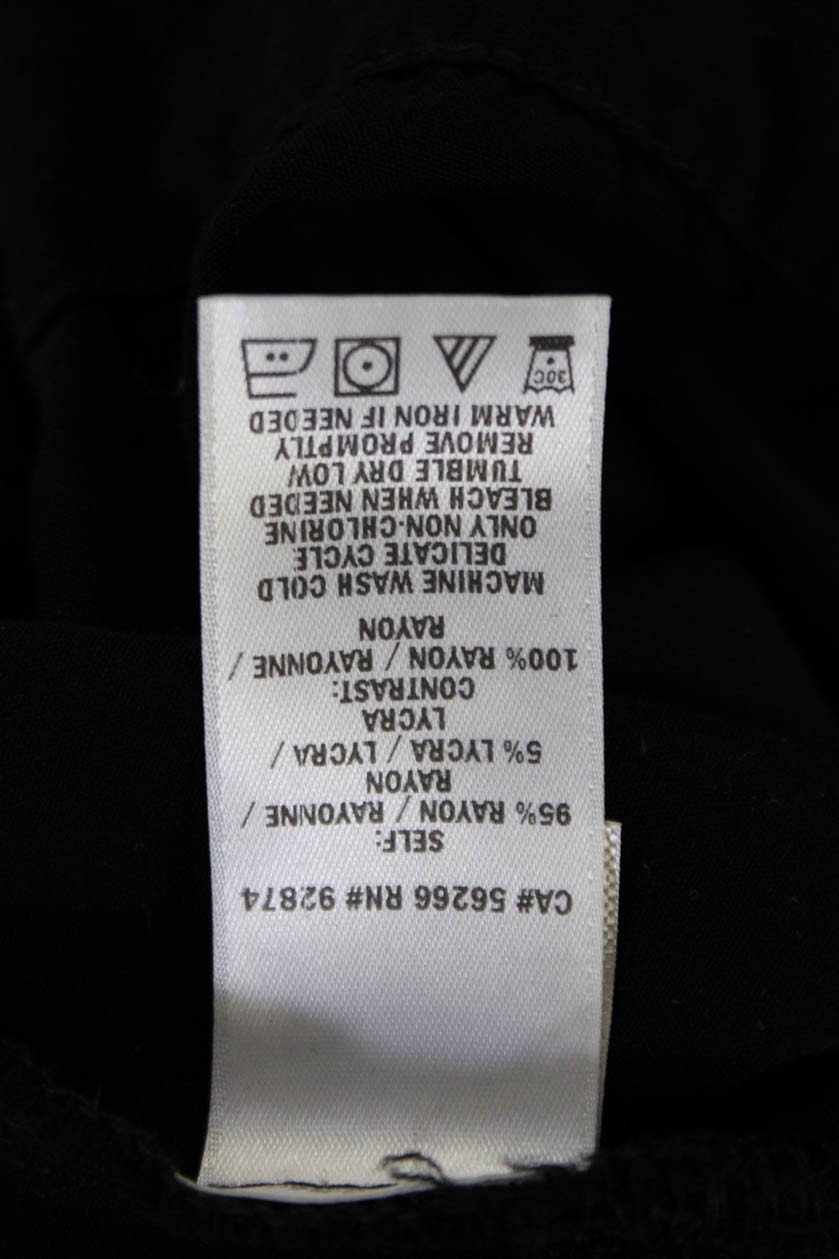 CA# 56266 RN# 92874
SELF:
95% RAYON / RAYONNE /
RAYON
5% LYCRA / LYCRA /
LYCRA
CONTRAST:
100% RAYON / RAYONNE /
RAYON
MACHINE WASH COLD
DELICATE CYCLE
ONLY NON-CHLORINE
BLEACH WHEN NEEDED
TUMBLE DRY LOW
REMOVE PROMPTLY
WARM IRON IF NEEDED
30C